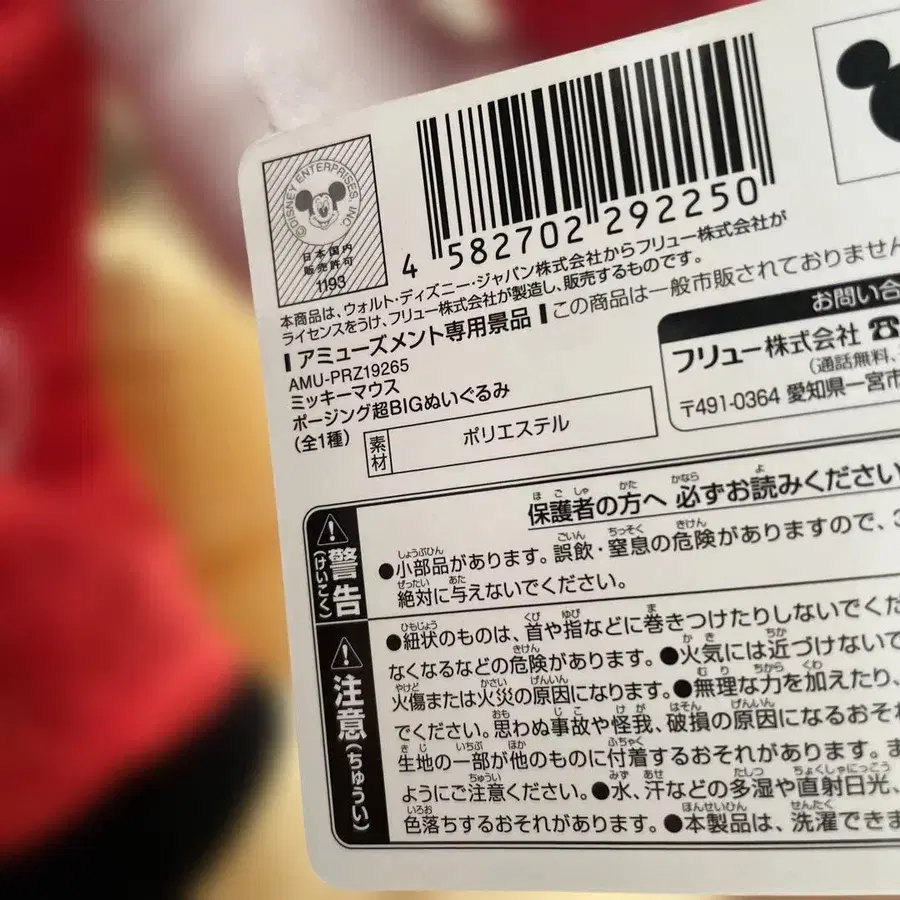 ©DISNEY ENTERPRISES, INC
日本国内
販売許可
1193
4 582702 292250
本商品は、ウォルト・ディズニー・ジャパン株式会社からフリュー株式会社が
ライセンスをうけ、フリュー株式会社が製造し、販売するものです。
アミューズメント専用景品 この商品は一般市販されておりません
AMU-PRZ19265
ミッキーマウス
ポージング超BIGぬいぐるみ
(全1種)
素材 ポリエステル
お問い合
フリュー株式会社 ☎
(通話無料、
〒491-0364 愛知県一宮市
保護者の方へ 必ずお読みください
警告
(けいこく)
●小部品があります。誤飲・窒息の危険がありますので、
絶対に与えないでください。
注意
(ちゅうい)
●紐状のものは、首や指などに巻きつけたりしないでくだ
なくなるなどの危険があります。●火気には近づけないで
火傷または火災の原因になります。●無理な力を加えたり、
でください。思わぬ事故や怪我、破損の原因になるおそれ
生地の一部が他のものに付着するおそれがあります。ま
ようにご注意ください。●水、汗などの多湿や直射日光、
色落ちするおそれがあります。●本製品は、洗濯できま